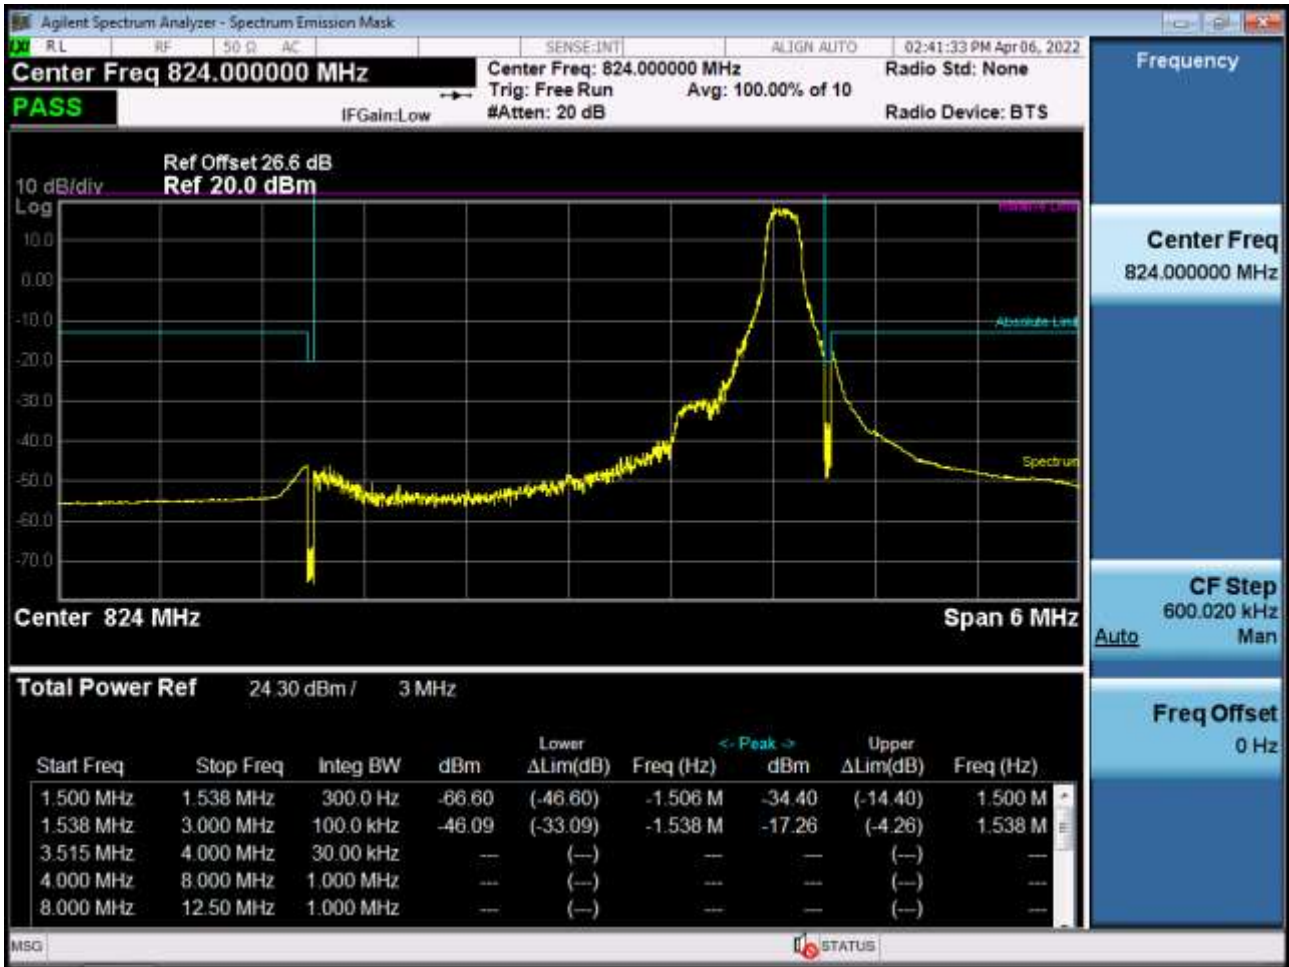 Agilent Spectrum Analyzer - Spectrum Emission Mask
LXI RL RF 50 Ω AC SENSE:INT ALIGN AUTO 02:41:33 PM Apr 06, 2022
Center Freq 824.000000 MHz
Center Freq: 824.000000 MHz
Radio Std: None
Trig: Free Run
Avg: 100.00% of 10
PASS
IFGain:Low
#Atten: 20 dB
Radio Device: BTS
Ref Offset 26.6 dB
10 dB/div
Ref 20.0 dBm
Log
10.0
0.00
-10.0
Absolute Limit
-20.0
-30.0
-40.0
Spectrum
-50.0
-60.0
-70.0
Center 824 MHz
Span 6 MHz
Total Power Ref 24.30 dBm / 3 MHz
Lower <- Peak -> Upper
Start Freq Stop Freq Integ BW dBm ΔLim(dB) Freq (Hz) dBm ΔLim(dB) Freq (Hz)
1.500 MHz 1.538 MHz 300.0 Hz -66.60 (-46.60) -1.506 M -34.40 (-14.40) 1.500 M
1.538 MHz 3.000 MHz 100.0 kHz -46.09 (-33.09) -1.538 M -17.26 (-4.26) 1.538 M
3.515 MHz 4.000 MHz 30.00 kHz --- (---) --- --- (---) ---
4.000 MHz 8.000 MHz 1.000 MHz --- (---) --- --- (---) ---
8.000 MHz 12.50 MHz 1.000 MHz --- (---) --- --- (---) ---
MSG
STATUS
Frequency
Center Freq
824.000000 MHz
CF Step
600.020 kHz
Auto Man
Freq Offset
0 Hz